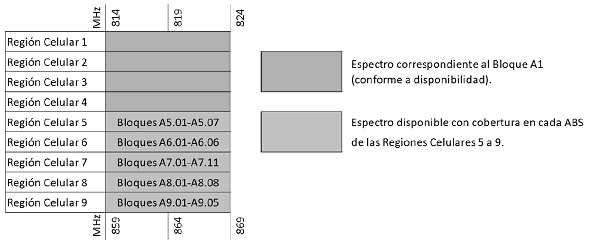 MHz 814 819 824
Región Celular 1
Región Celular 2
Región Celular 3
Región Celular 4
Región Celular 5 Bloques A5.01-A5.07
Región Celular 6 Bloques A6.01-A6.06
Región Celular 7 Bloques A7.01-A7.11
Región Celular 8 Bloques A8.01-A8.08
Región Celular 9 Bloques A9.01-A9.05
MHz 859 864 869
Espectro correspondiente al Bloque A1
(conforme a disponibilidad).
Espectro disponible con cobertura en cada ABS
de las Regiones Celulares 5 a 9.